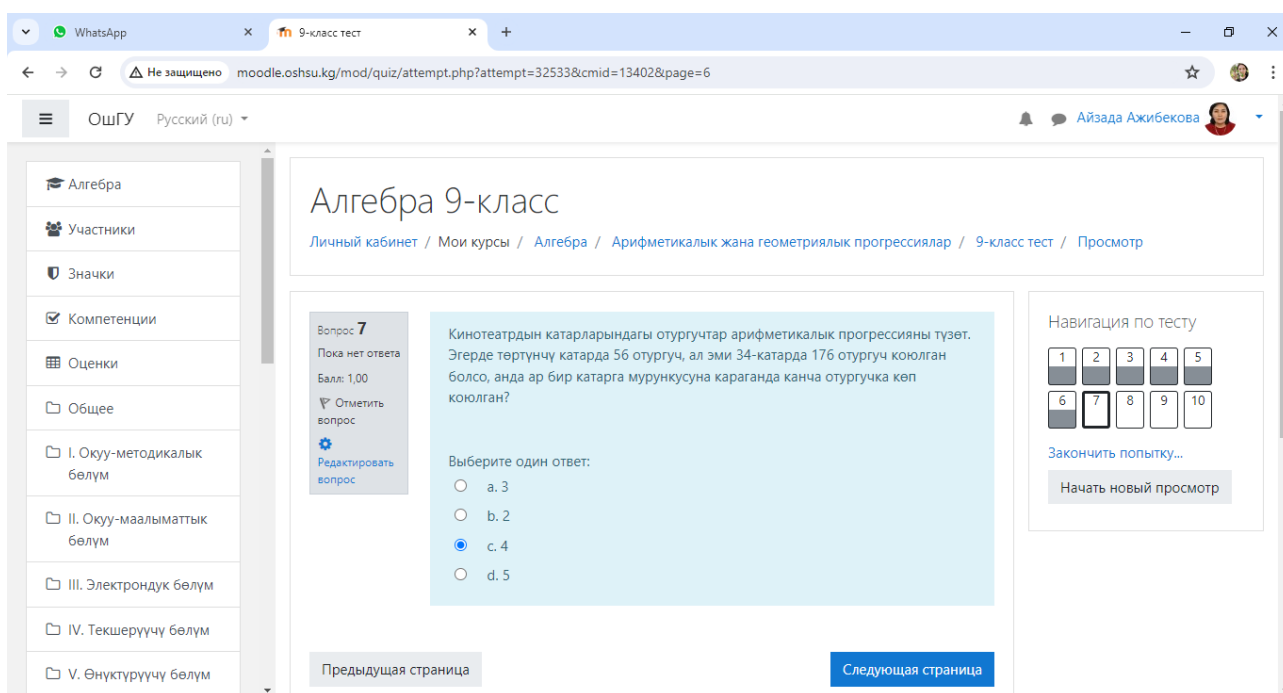 WhatsApp
9-класс тест
Не защищено
moodle.oshsu.kg/mod/quiz/attempt.php?attempt=32533&cmid=13402&page=6
ОшГУ
Русский (ru)
Айзада Ажибекова
Алгебра
Участники
Значки
Компетенции
Оценки
Общее
I. Окуу-методикалык
бөлүм
II. Окуу-маалыматтык
бөлүм
III. Электрондук бөлүм
IV. Текшерүүчү бөлүм
V. Өнүктүрүүчү бөлүм
Алгебра 9-класс
Личный кабинет / Мои курсы / Алгебра / Арифметикалык жана геометриялык прогрессиялар / 9-класс тест / Просмотр
Вопрос 7
Пока нет ответа
Балл: 1,00
Отметить
вопрос
Редактировать
вопрос
Кинотеатрдын катарларындагы отургучтар арифметикалык прогрессияны түзөт.
Эгерде төртүнчү катарда 56 отургуч, ал эми 34-катарда 176 отургуч коюлган
болсо, анда ар бир катарга мурункусуна караганда канча отургучка көп
коюлган?
Выберите один ответ:
a. 3
b. 2
c. 4
d. 5
Предыдущая страница
Следующая страница
Навигация по тесту
1 2 3 4 5
6 7 8 9 10
Закончить попытку...
Начать новый просмотр